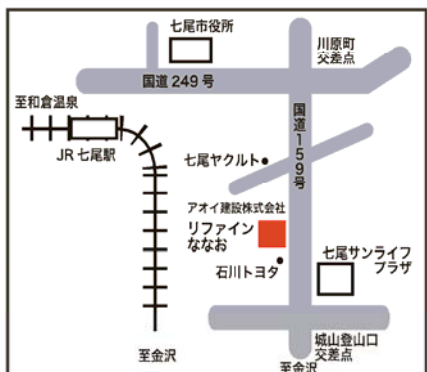 七尾市役所
川原町
交差点
国道249号
至和倉温泉
JR 七尾駅
国道159号
七尾ヤクルト
アオイ建設株式会社
リファイン
ななお
石川トヨタ
七尾サンライフ
プラザ
城山登山口
交差点
至金沢
至金沢